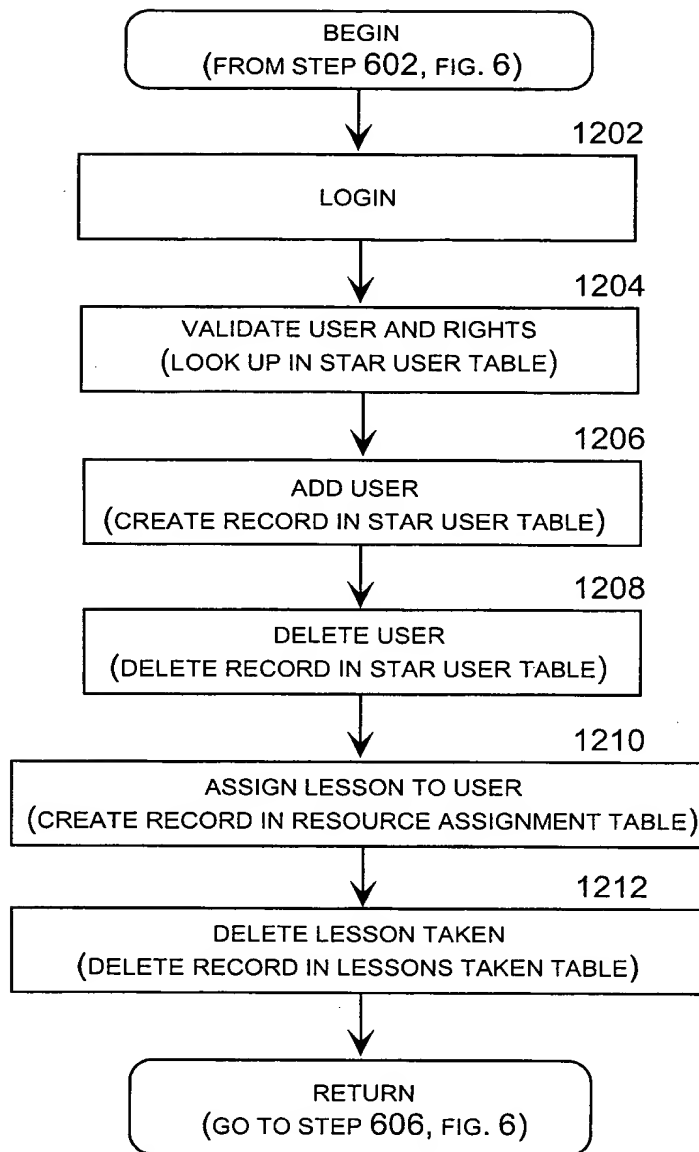 BEGIN
(FROM STEP 602, FIG. 6)
1202
LOGIN
1204
VALIDATE USER AND RIGHTS
(LOOK UP IN STAR USER TABLE)
1206
ADD USER
(CREATE RECORD IN STAR USER TABLE)
1208
DELETE USER
(DELETE RECORD IN STAR USER TABLE)
1210
ASSIGN LESSON TO USER
(CREATE RECORD IN RESOURCE ASSIGNMENT TABLE)
1212
DELETE LESSON TAKEN
(DELETE RECORD IN LESSONS TAKEN TABLE)
RETURN
(GO TO STEP 606, FIG. 6)